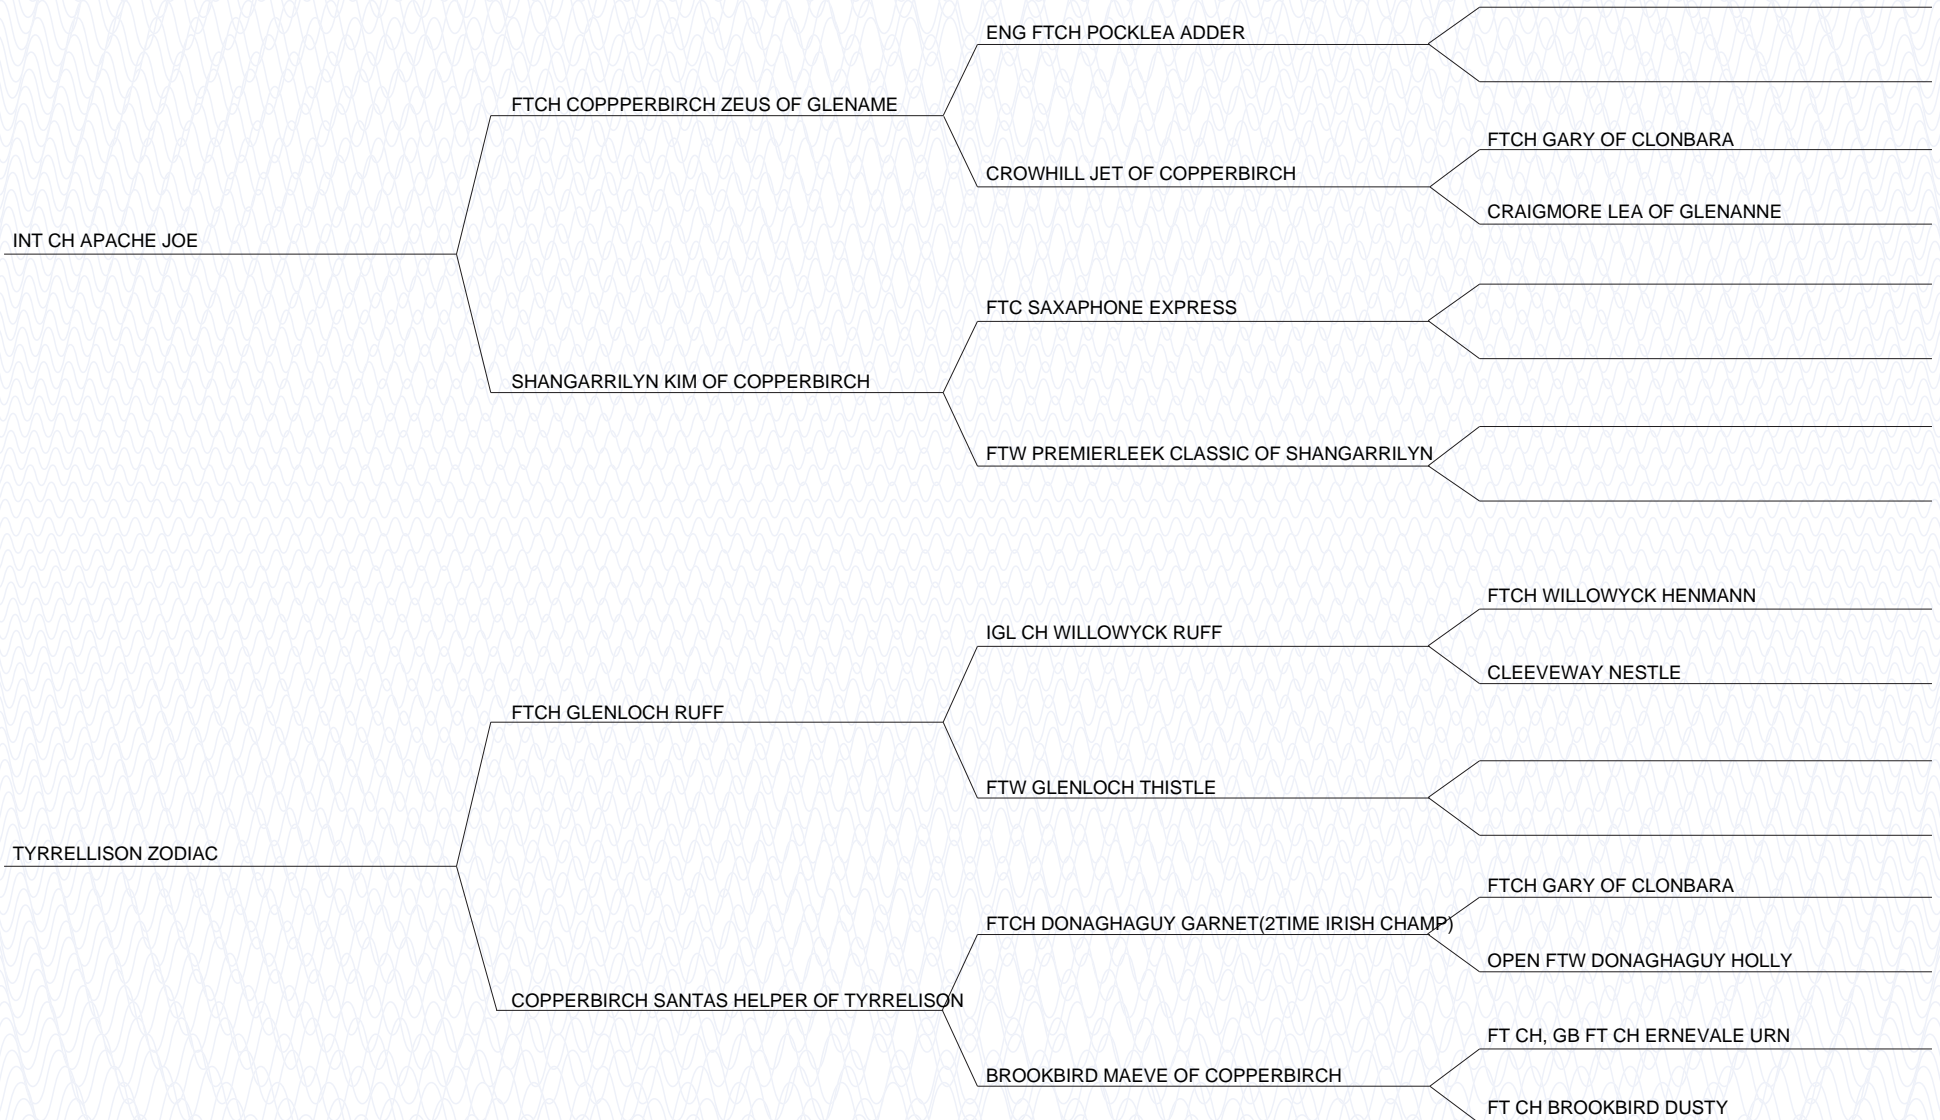 ENG FTCH POCKLEA ADDER
FTCH COPPPERBIRCH ZEUS OF GLENAME
FTCH GARY OF CLONBARA
CROWHILL JET OF COPPERBIRCH
CRAIGMORE LEA OF GLENANNE
INT CH APACHE JOE
FTC SAXAPHONE EXPRESS
SHANGARRILYN KIM OF COPPERBIRCH
FTW PREMIERLEEK CLASSIC OF SHANGARRILYN
FTCH WILLOWYCK HENMANN
IGL CH WILLOWYCK RUFF
CLEEVEWAY NESTLE
FTCH GLENLOCH RUFF
FTW GLENLOCH THISTLE
TYRRELLISON ZODIAC
FTCH GARY OF CLONBARA
FTCH DONAGHAGUY GARNET(2TIME IRISH CHAMP)
OPEN FTW DONAGHAGUY HOLLY
COPPERBIRCH SANTAS HELPER OF TYRRELISON
FT CH, GB FT CH ERNEVALE URN
BROOKBIRD MAEVE OF COPPERBIRCH
FT CH BROOKBIRD DUSTY